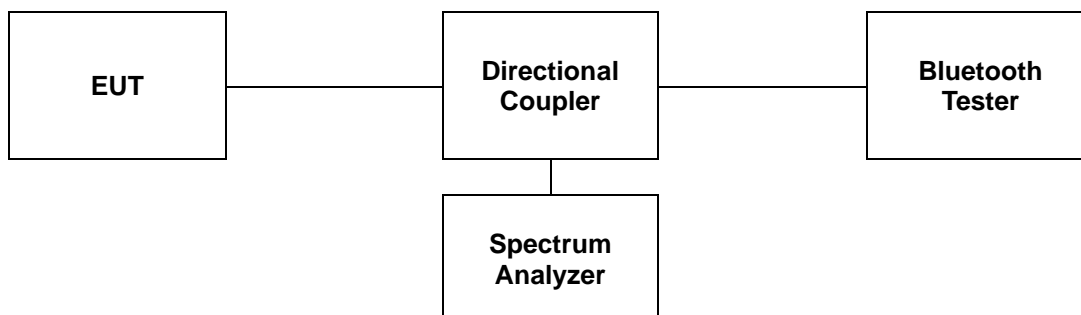 EUT
Directional
Coupler
Bluetooth
Tester
Spectrum
Analyzer